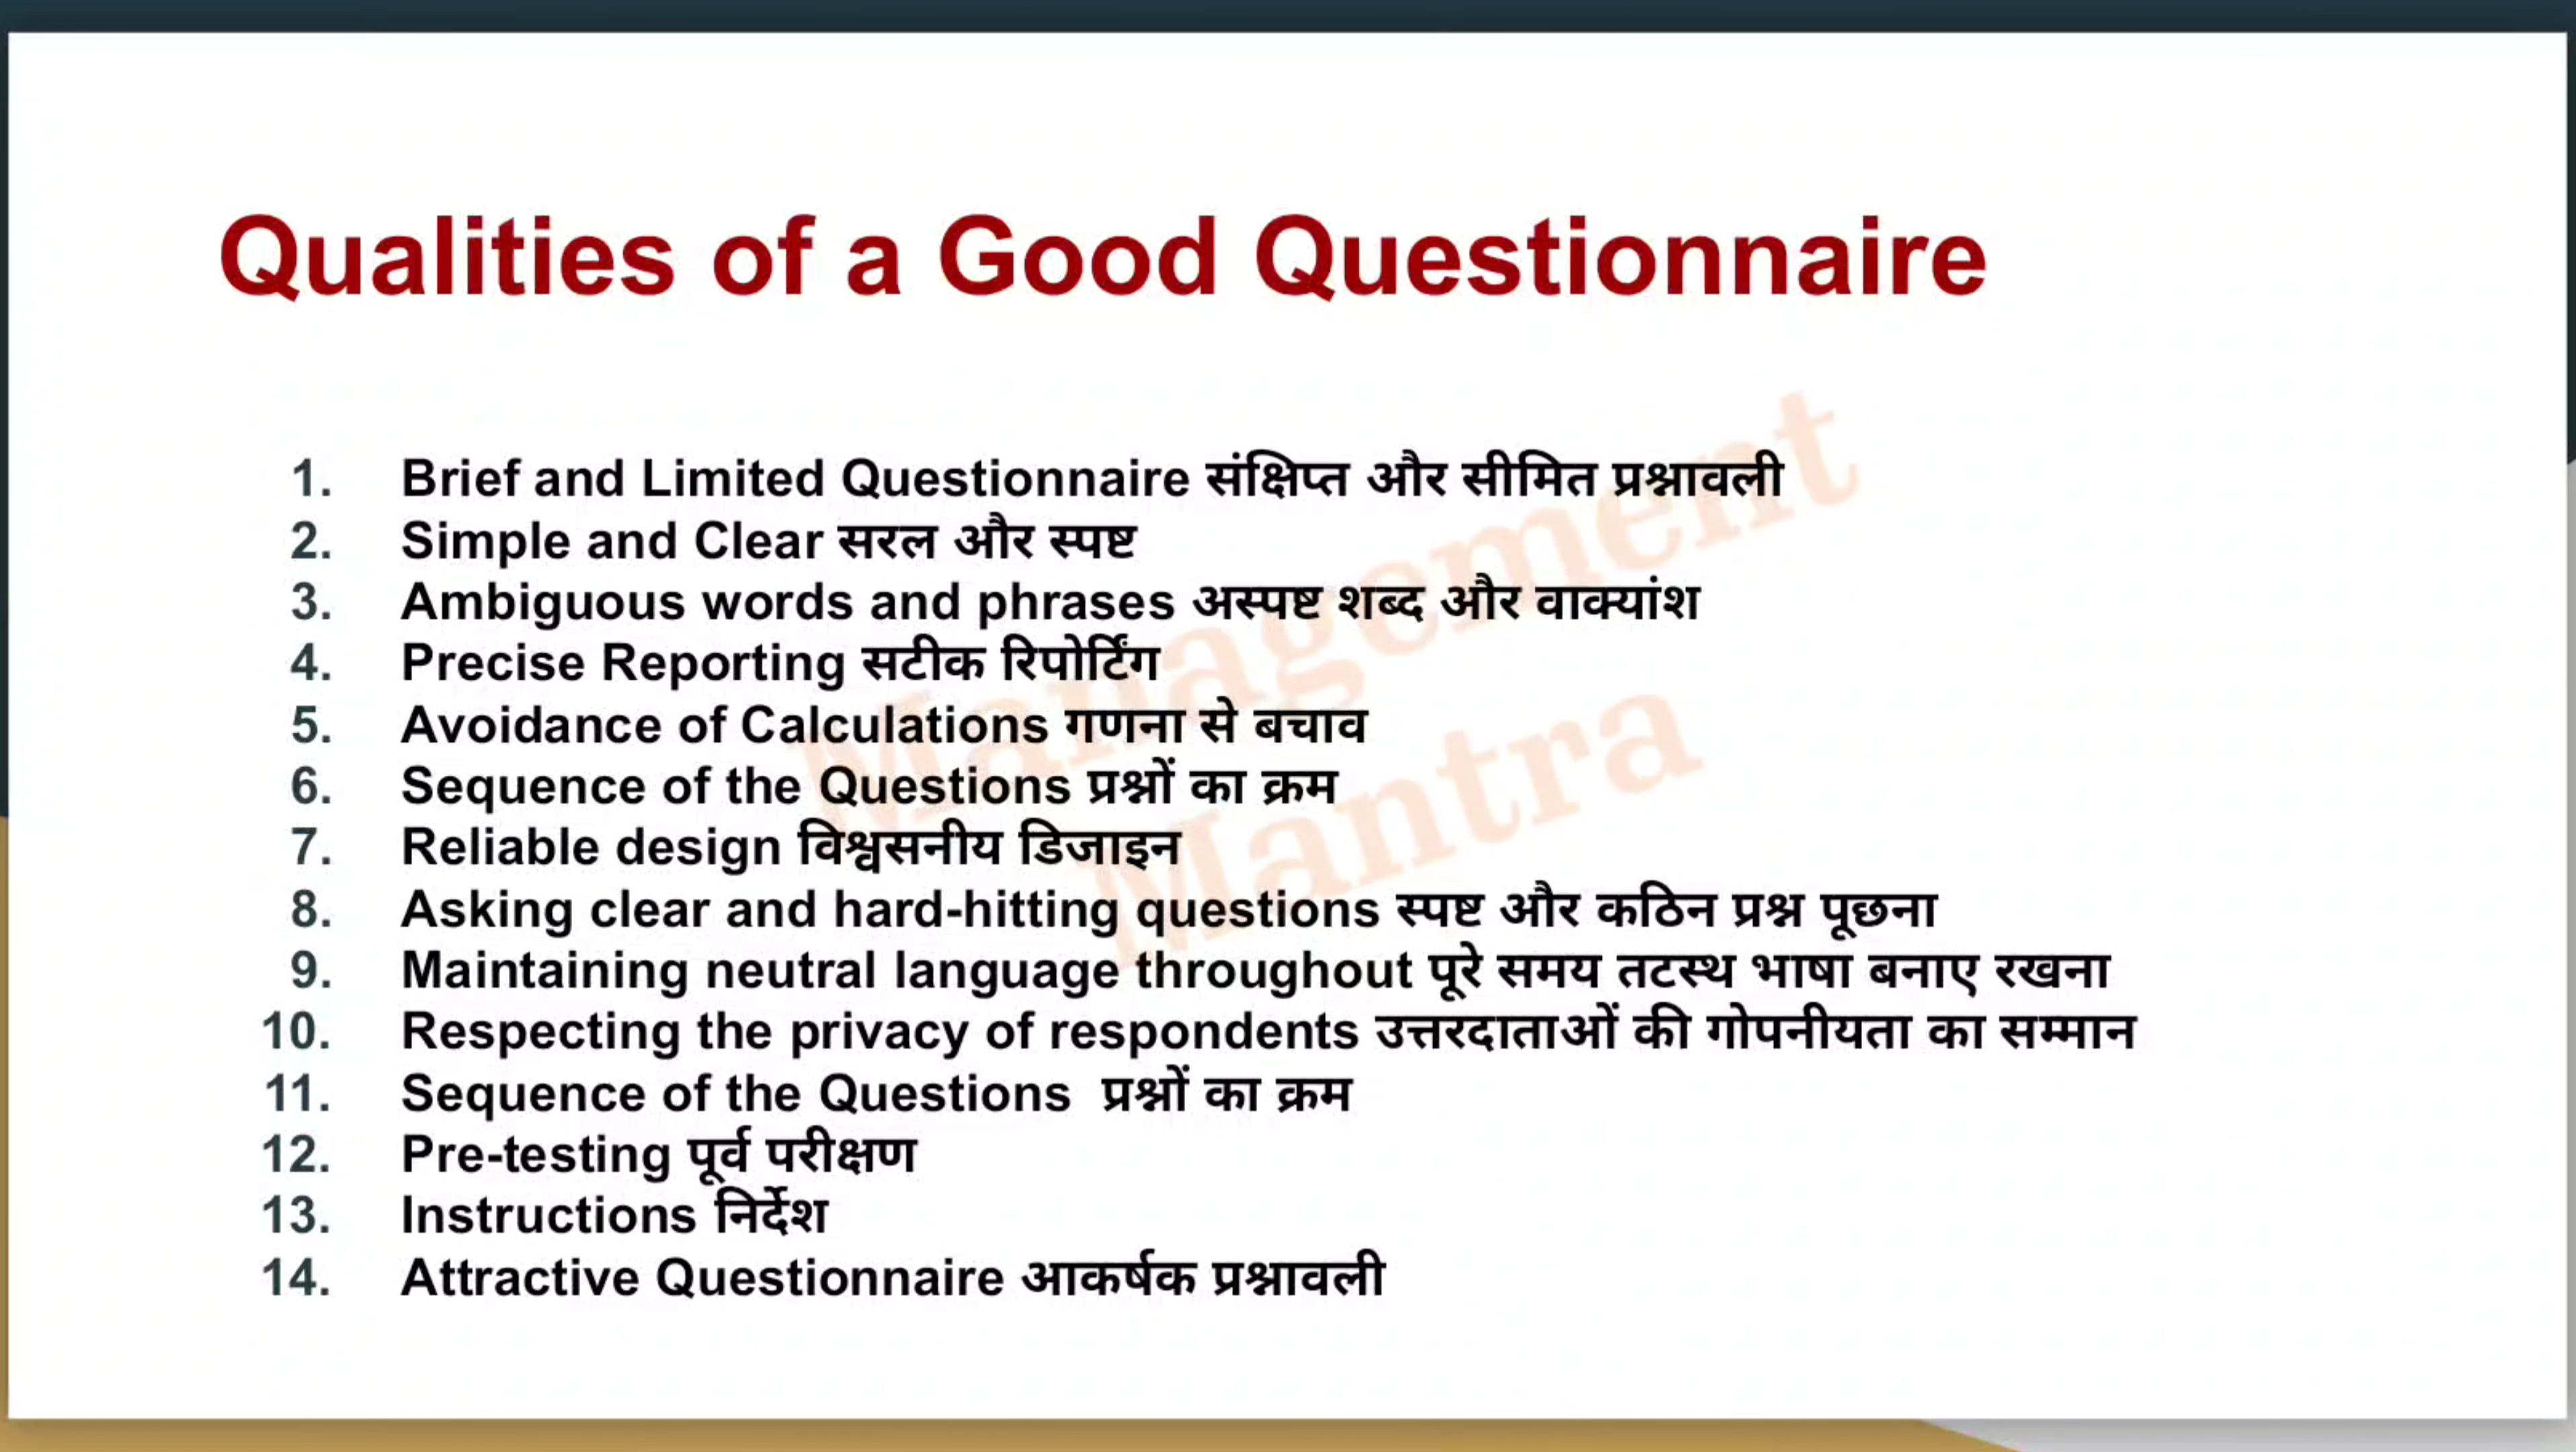 Qualities of a Good Questionnaire
1. Brief and Limited Questionnaire संक्षिप्त और सीमित प्रश्नावली
2. Simple and Clear सरल और स्पष्ट
3. Ambiguous words and phrases अस्पष्ट शब्द और वाक्यांश
4. Precise Reporting सटीक रिपोर्टिंग
5. Avoidance of Calculations गणना से बचाव
6. Sequence of the Questions प्रश्नों का क्रम
7. Reliable design विश्वसनीय डिजाइन
8. Asking clear and hard-hitting questions स्पष्ट और कठिन प्रश्न पूछना
9. Maintaining neutral language throughout पूरे समय तटस्थ भाषा बनाए रखना
10. Respecting the privacy of respondents उत्तरदाताओं की गोपनीयता का सम्मान
11. Sequence of the Questions प्रश्नों का क्रम
12. Pre-testing पूर्व परीक्षण
13. Instructions निर्देश
14. Attractive Questionnaire आकर्षक प्रश्नावली
Management
Mantra